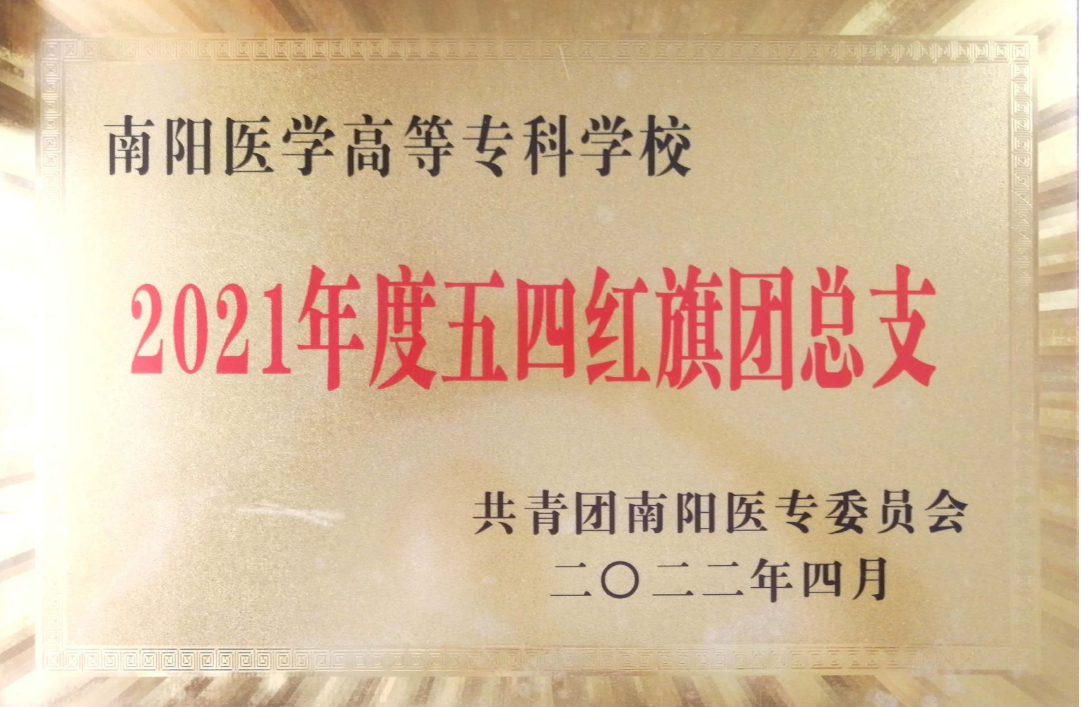 南阳医学高等专科学校
2021年度五四红旗团总支
共青团南阳医专委员会
二〇二二年四月